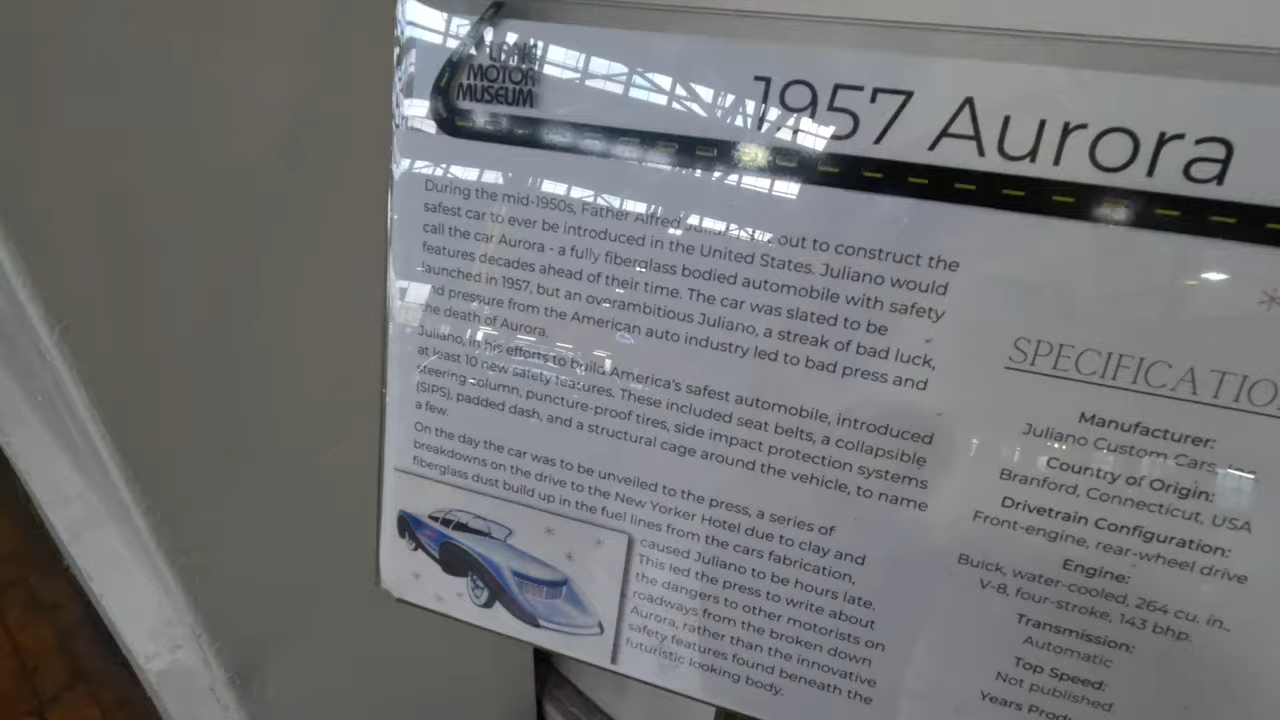 LANE
MOTOR
MUSEUM
1957 Aurora
During the mid-1950s, Father Alfred out to construct the
safest car to ever be introduced in the United States. Juliano would
call the car Aurora - a fully fiberglass bodied automobile with safety
features decades ahead of their time. The car was slated to be
launched in 1957, but an overambitious Juliano, a streak of bad luck,
and pressure from the American auto industry led to bad press and
the death of Aurora.
Juliano, in his efforts to build America's safest automobile, introduced
at least 10 new safety features. These included seat belts, a collapsible
steering column, puncture-proof tires, side impact protection systems
(SIPS), padded dash, and a structural cage around the vehicle, to name
a few.
On the day the car was to be unveiled to the press, a series of
breakdowns on the drive to the New Yorker Hotel due to clay and
fiberglass dust build up in the fuel lines from the cars fabrication,
caused Juliano to be hours late.
This led the press to write about
the dangers to other motorists on
roadways from the broken down
Aurora, rather than the innovative
safety features found beneath the
futuristic looking body.
SPECIFICATIO
Manufacturer:
Juliano Custom Cars, Inc
Country of Origin:
Branford, Connecticut, USA
Drivetrain Configuration:
Front-engine, rear-wheel drive
Engine:
Buick, water-cooled, 264 cu. in.,
V-8, four-stroke, 143 bhp.
Transmission:
Automatic
Top Speed:
Not published
Years Prod